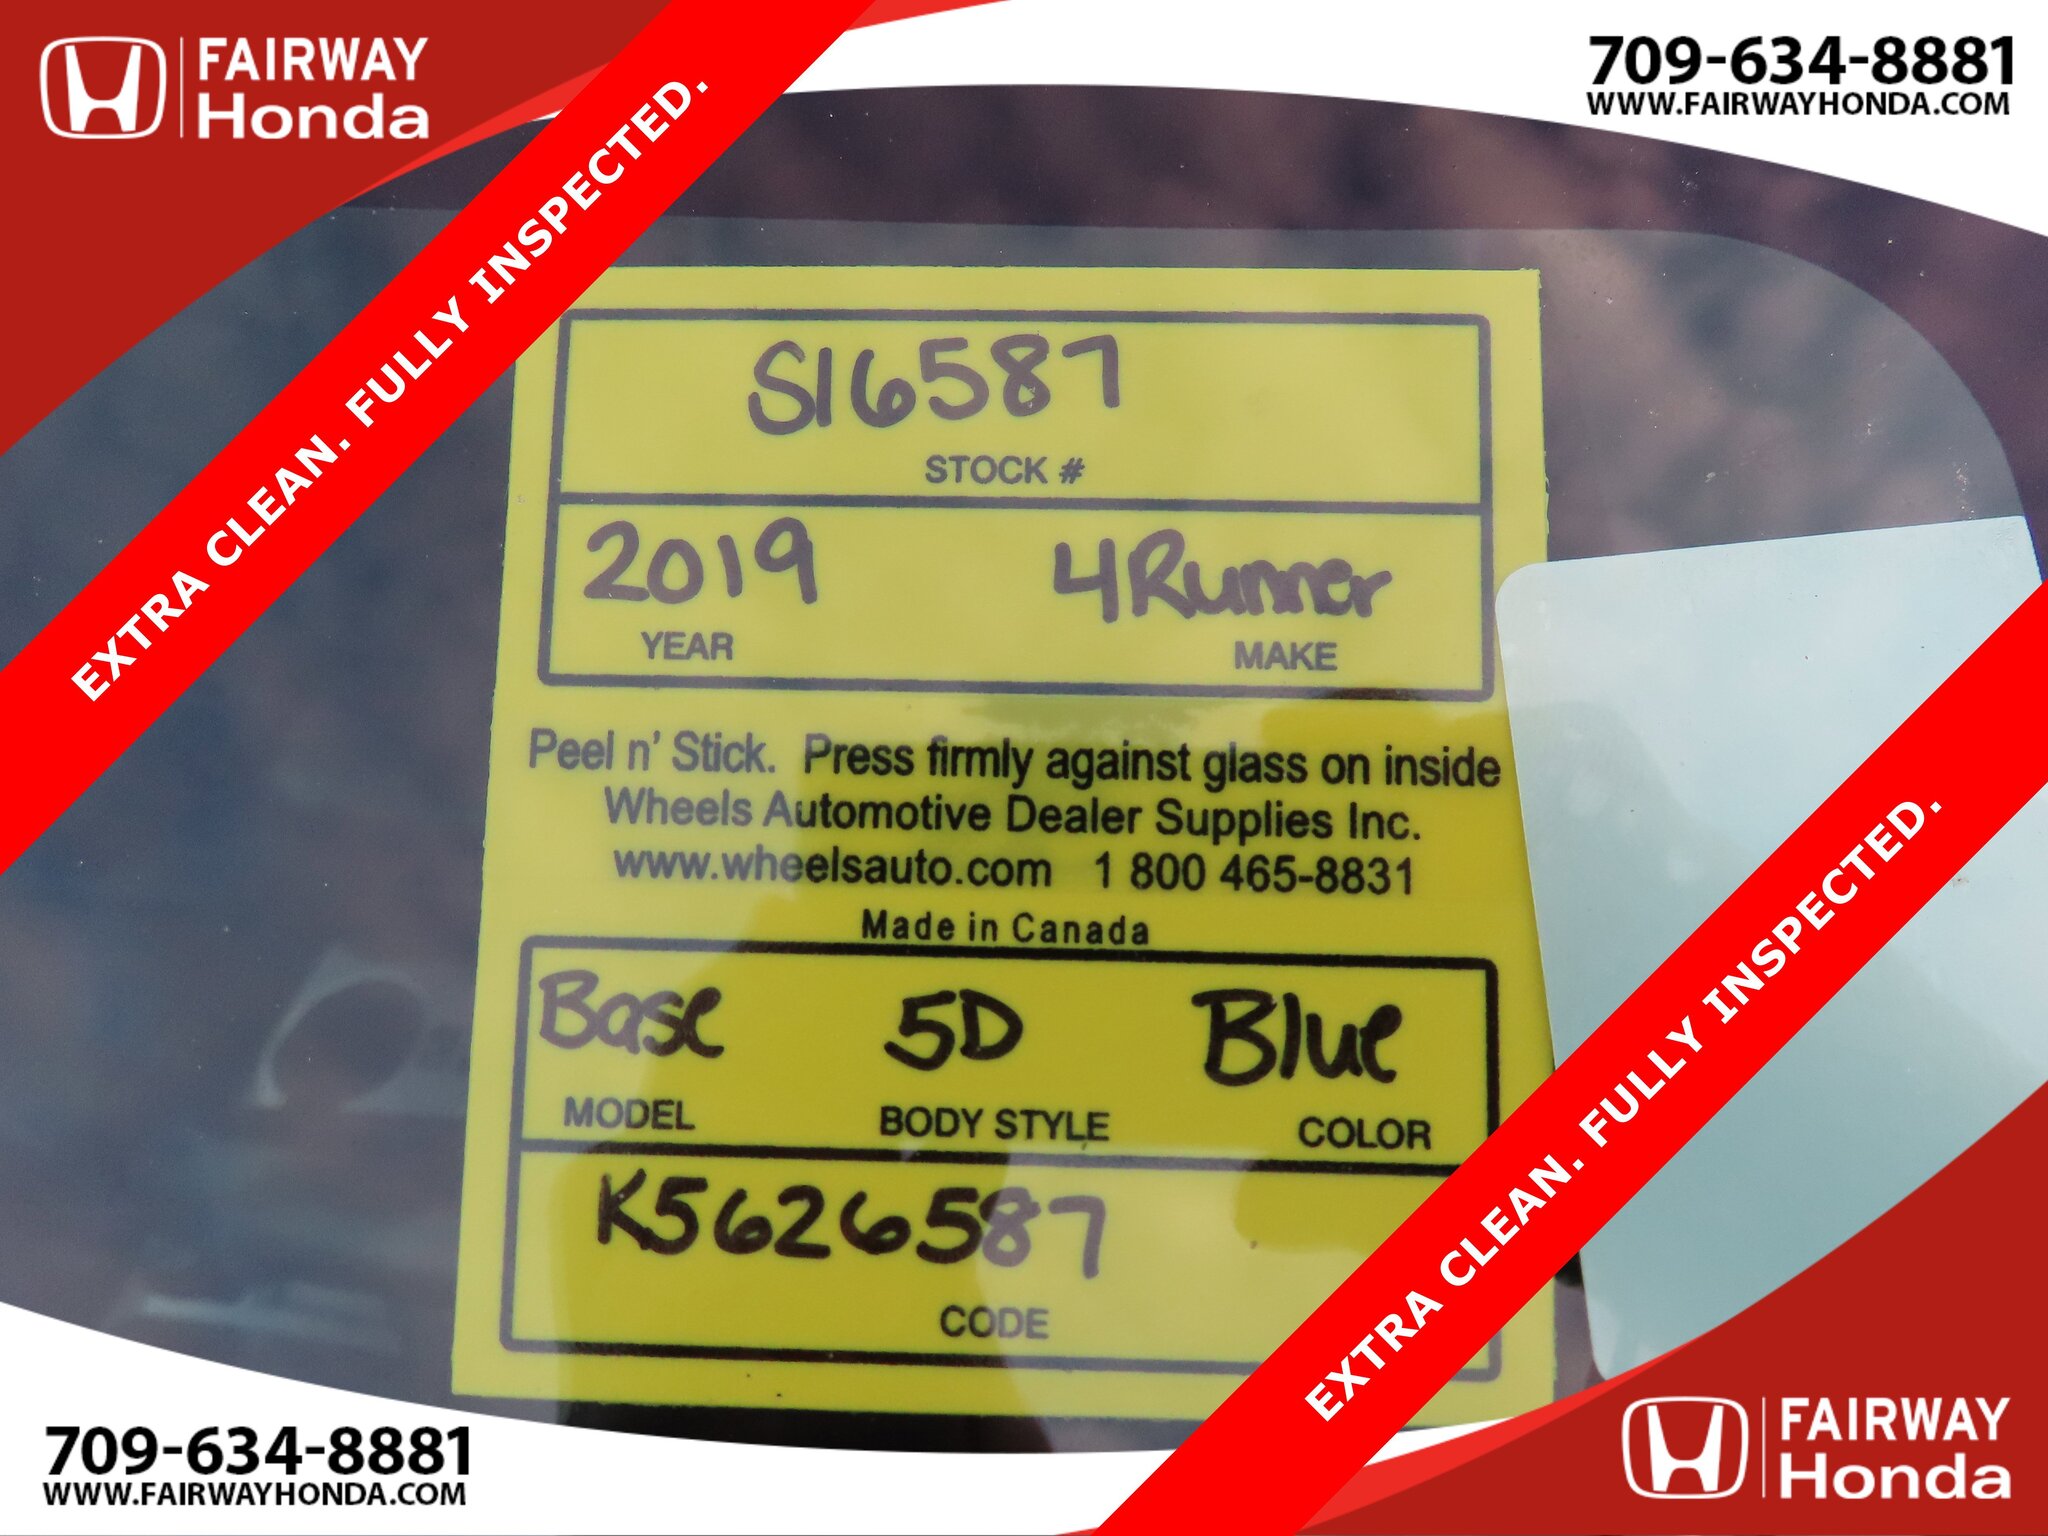 FAIRWAY
Honda
709-634-8881
WWW.FAIRWAYHONDA.COM
EXTRA CLEAN. FULLY INSPECTED.
S16587
STOCK #
2019 4Runner
YEAR MAKE
Peel n' Stick. Press firmly against glass on inside
Wheels Automotive Dealer Supplies Inc.
www.wheelsauto.com 1 800 465-8831
Made in Canada
Base 5D Blue
MODEL BODY STYLE COLOR
K5626587
CODE
EXTRA CLEAN. FULLY INSPECTED.
709-634-8881
WWW.FAIRWAYHONDA.COM
FAIRWAY
Honda